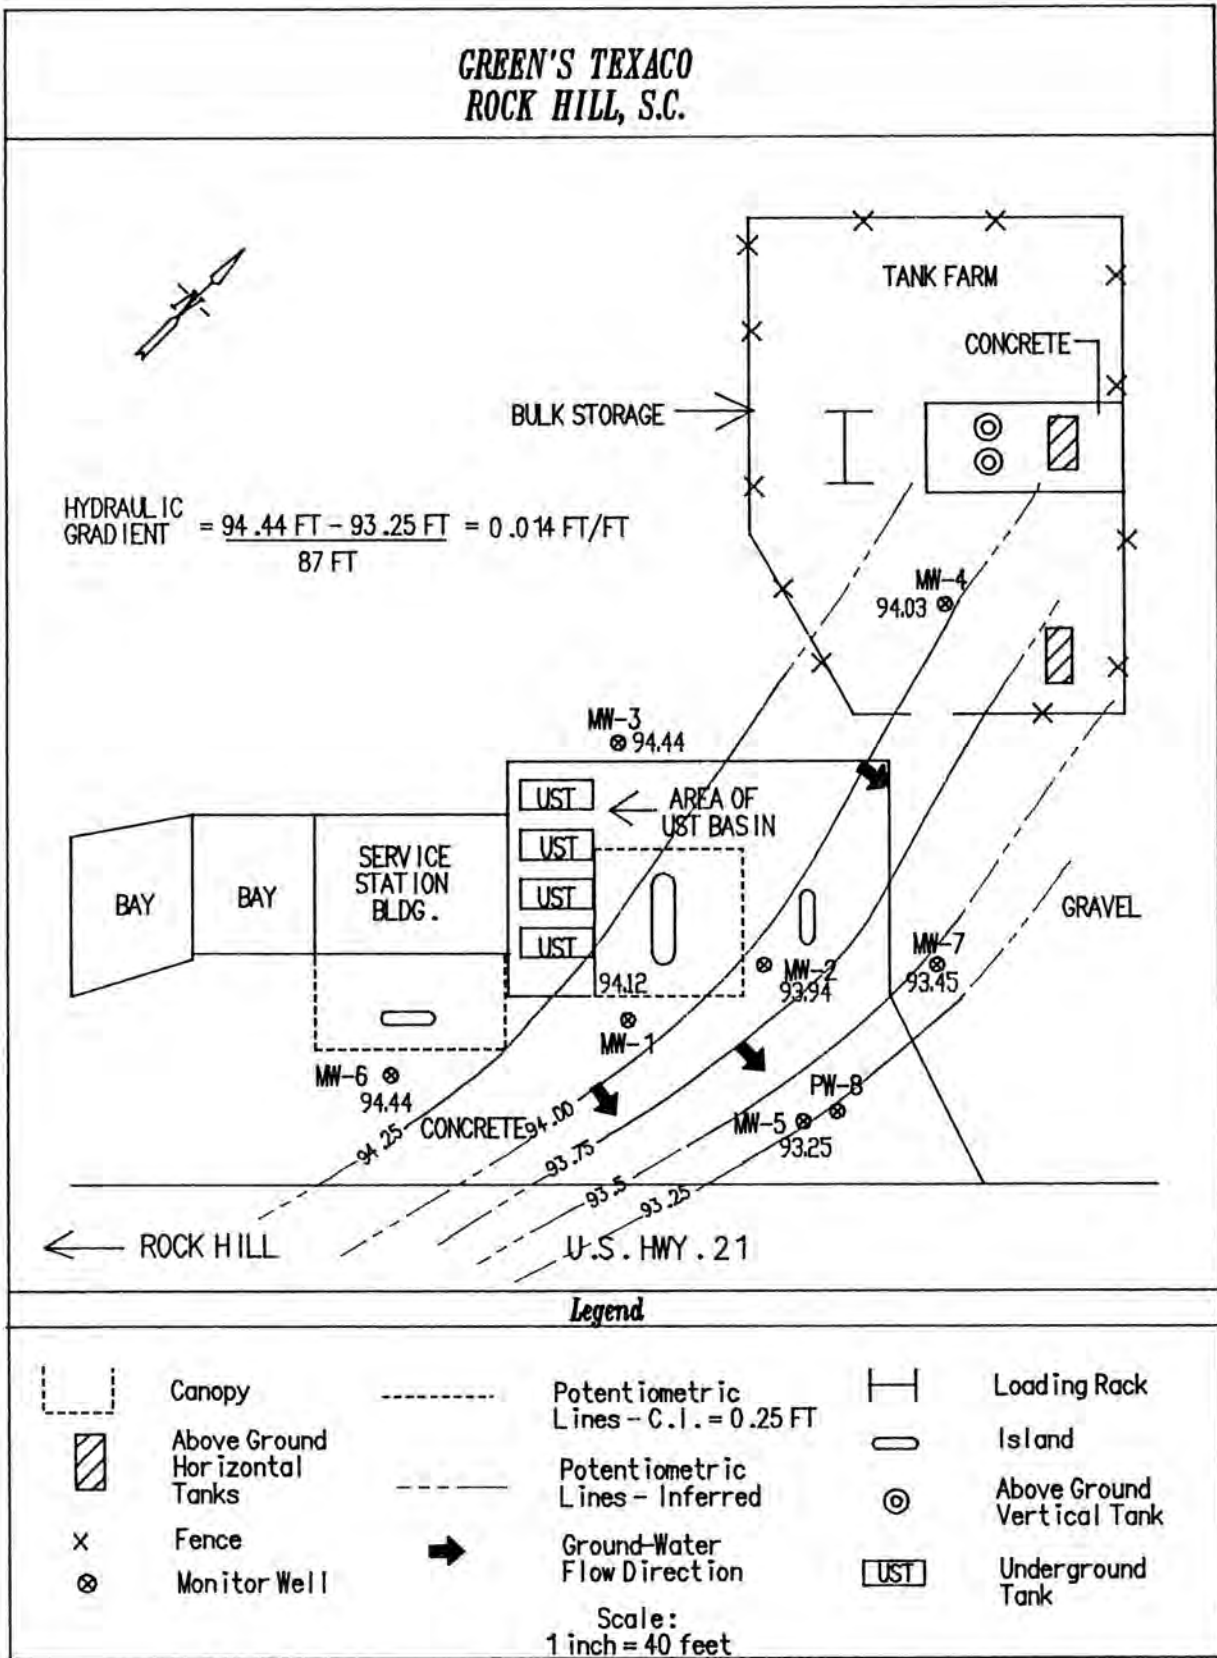 GREEN'S TEXACO
ROCK HILL, S.C.
TANK FARM
CONCRETE
BULK STORAGE
HYDRAULIC
GRADIENT = 94.44 FT - 93.25 FT = 0.014 FT/FT
87 FT
MW-4
94.03
MW-3
94.44
UST
AREA OF
UST BASIN
UST
UST
UST
SERVICE
STATION
BLDG.
BAY
BAY
GRAVEL
94.12
MW-1
MW-2
93.94
MW-7
93.45
MW-6
94.44
PW-8
MW-5
93.25
CONCRETE
94.25
94.00
93.75
93.5
93.25
ROCK HILL
U.S. HWY. 21
Legend
Canopy
Above Ground
Horizontal
Tanks
Fence
Monitor Well
Potentiometric
Lines - C.I. = 0.25 FT
Potentiometric
Lines - Inferred
Ground-Water
Flow Direction
Loading Rack
Island
Above Ground
Vertical Tank
UST
Underground
Tank
Scale:
1 inch = 40 feet